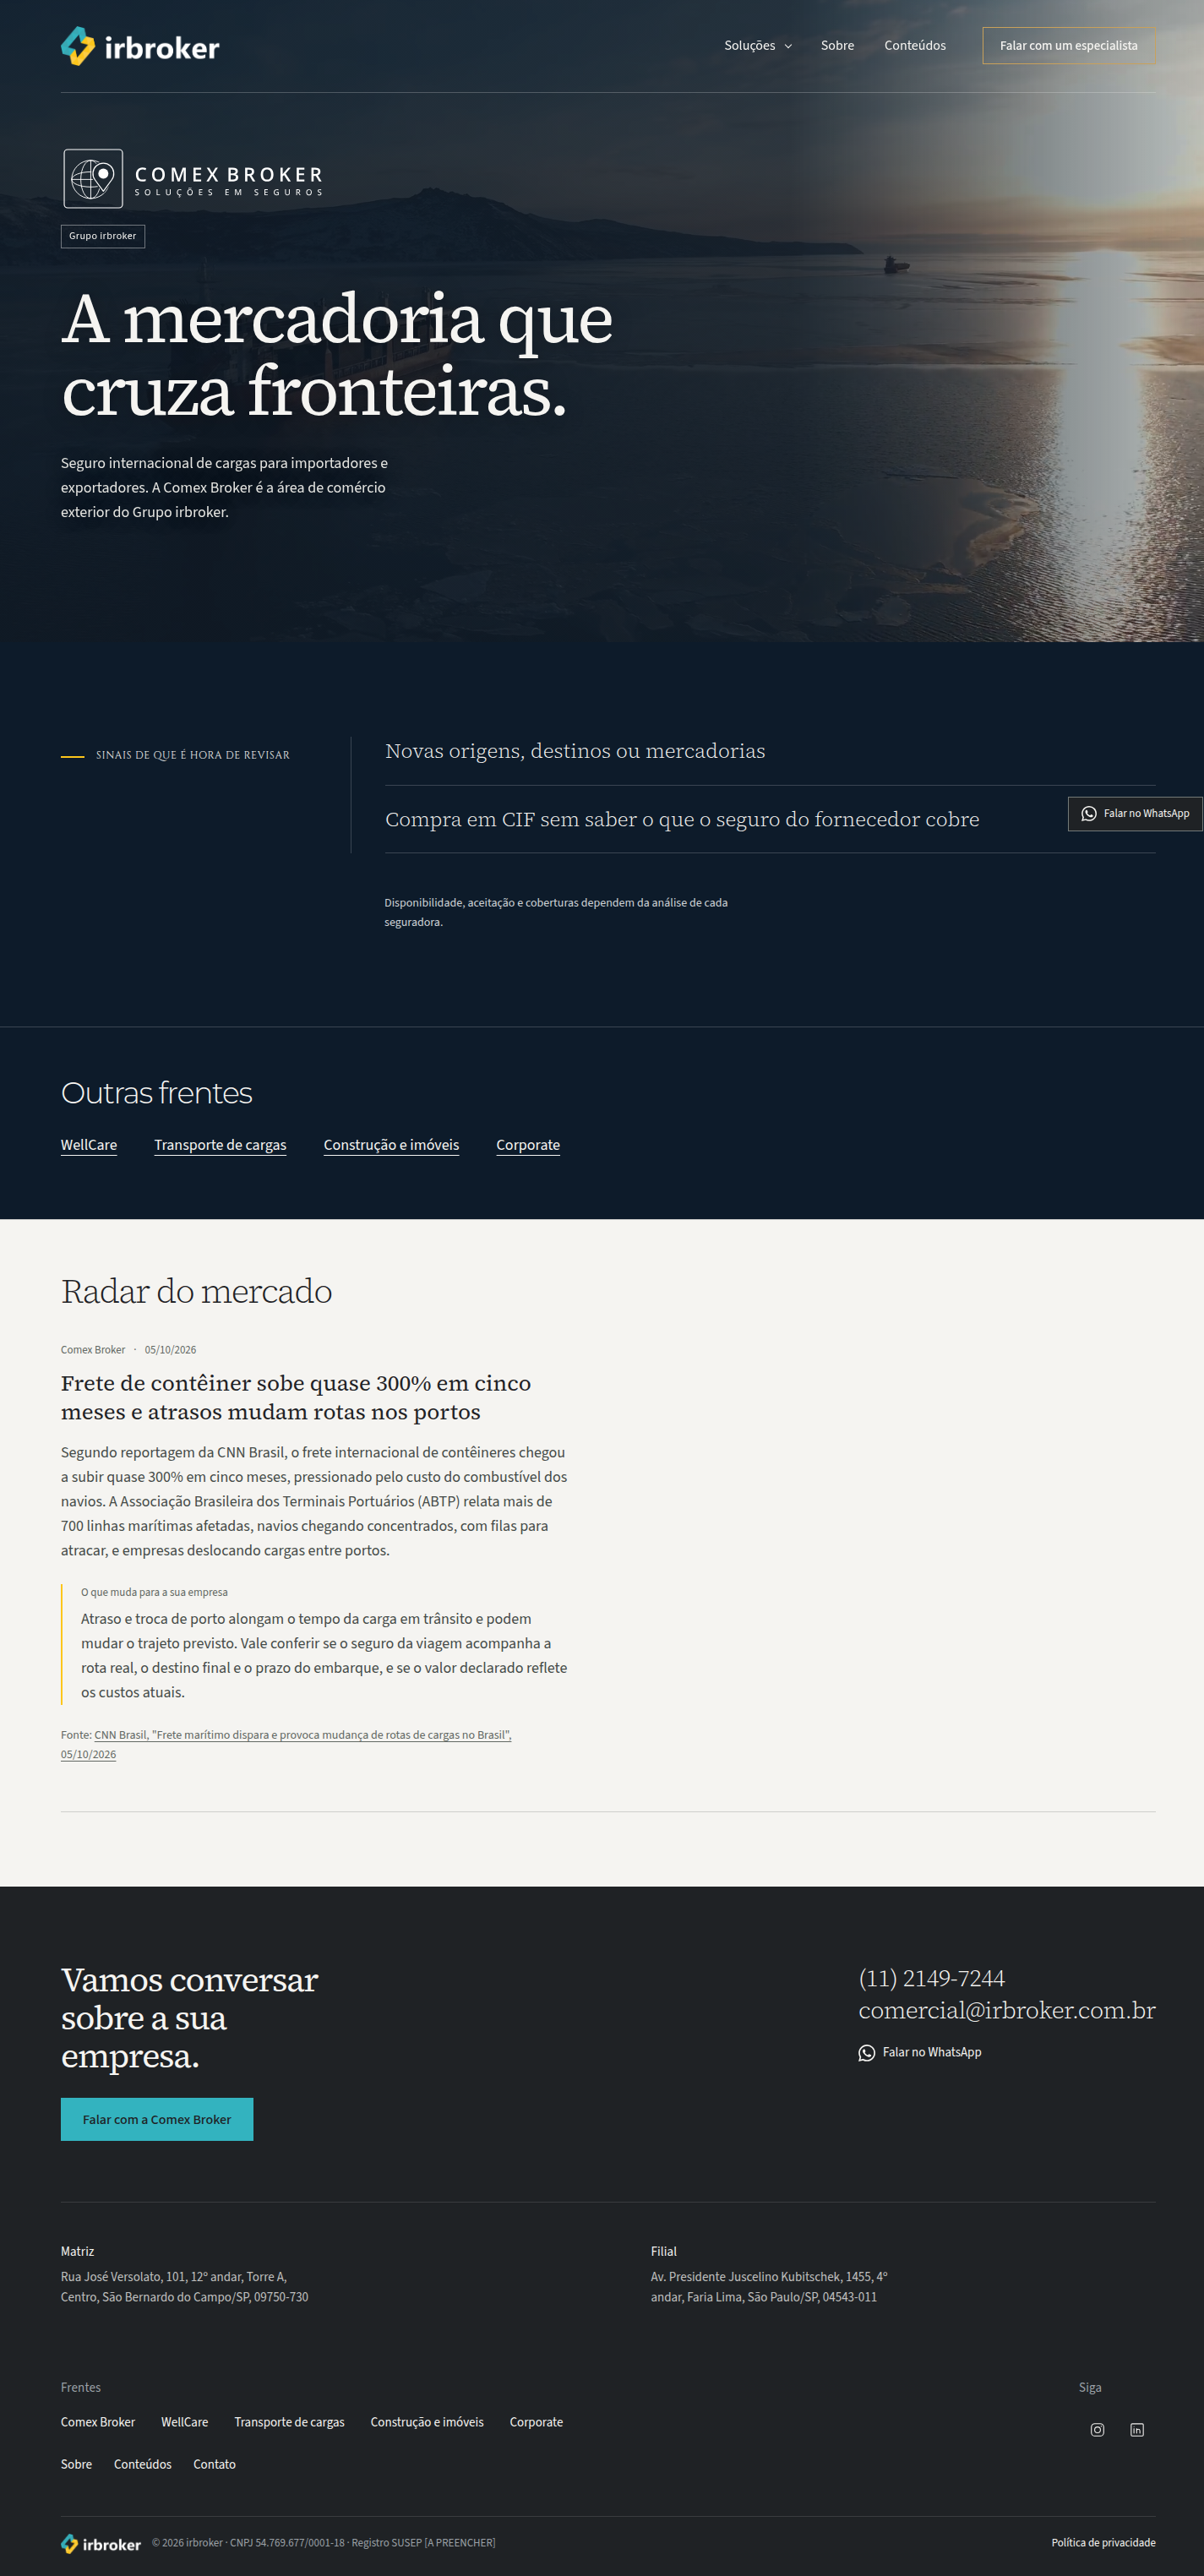 irbroker
Soluções
Sobre
Conteúdos
Falar com um especialista
COMEX BROKER
SOLUÇÕES EM SEGUROS
Grupo irbroker
A mercadoria que
cruza fronteiras.
Seguro internacional de cargas para importadores e
exportadores. A Comex Broker é a área de comércio
exterior do Grupo irbroker.
SINAIS DE QUE É HORA DE REVISAR
Novas origens, destinos ou mercadorias
Compra em CIF sem saber o que o seguro do fornecedor cobre
Falar no WhatsApp
Disponibilidade, aceitação e coberturas dependem da análise de cada
seguradora.
Outras frentes
WellCare
Transporte de cargas
Construção e imóveis
Corporate
Radar do mercado
Comex Broker · 05/10/2026
Frete de contêiner sobe quase 300% em cinco
meses e atrasos mudam rotas nos portos
Segundo reportagem da CNN Brasil, o frete internacional de contêineres chegou
a subir quase 300% em cinco meses, pressionado pelo custo do combustível dos
navios. A Associação Brasileira dos Terminais Portuários (ABTP) relata mais de
700 linhas marítimas afetadas, navios chegando concentrados, com filas para
atracar, e empresas deslocando cargas entre portos.
O que muda para a sua empresa
Atraso e troca de porto alongam o tempo da carga em trânsito e podem
mudar o trajeto previsto. Vale conferir se o seguro da viagem acompanha a
rota real, o destino final e o prazo do embarque, e se o valor declarado reflete
os custos atuais.
Fonte: CNN Brasil, "Frete marítimo dispara e provoca mudança de rotas de cargas no Brasil",
05/10/2026
Vamos conversar
sobre a sua
empresa.
Falar com a Comex Broker
(11) 2149-7244
comercial@irbroker.com.br
Falar no WhatsApp
Matriz
Rua José Versolato, 101, 12º andar, Torre A,
Centro, São Bernardo do Campo/SP, 09750-730
Filial
Av. Presidente Juscelino Kubitschek, 1455, 4º
andar, Faria Lima, São Paulo/SP, 04543-011
Frentes
Comex Broker
WellCare
Transporte de cargas
Construção e imóveis
Corporate
Siga
Sobre
Conteúdos
Contato
irbroker
© 2026 irbroker · CNPJ 54.769.677/0001-18 · Registro SUSEP [A PREENCHER]
Política de privacidade